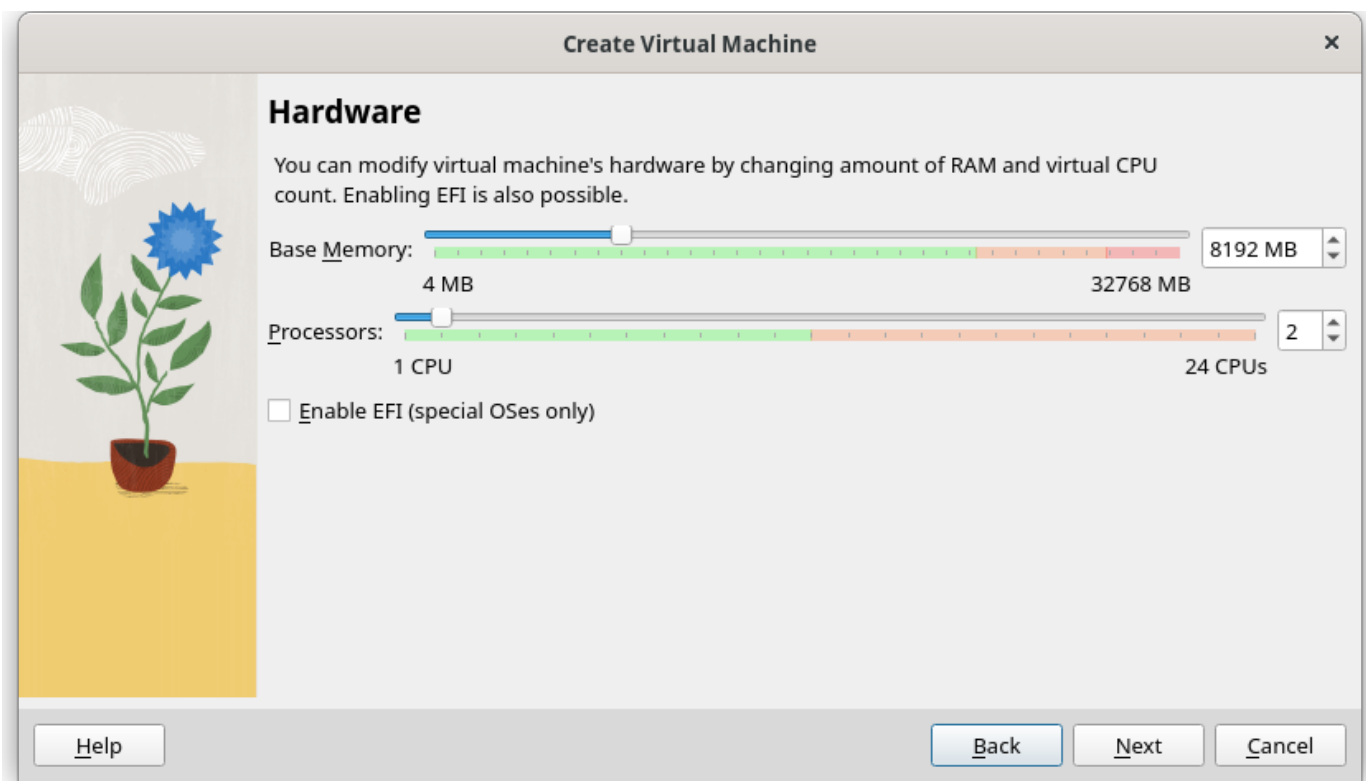 Create Virtual Machine
Hardware
You can modify virtual machine's hardware by changing amount of RAM and virtual CPU
count. Enabling EFI is also possible.
Base Memory: 8192 MB
4 MB 32768 MB
Processors: 2
1 CPU 24 CPUs
Enable EFI (special OSes only)
Help Back Next Cancel